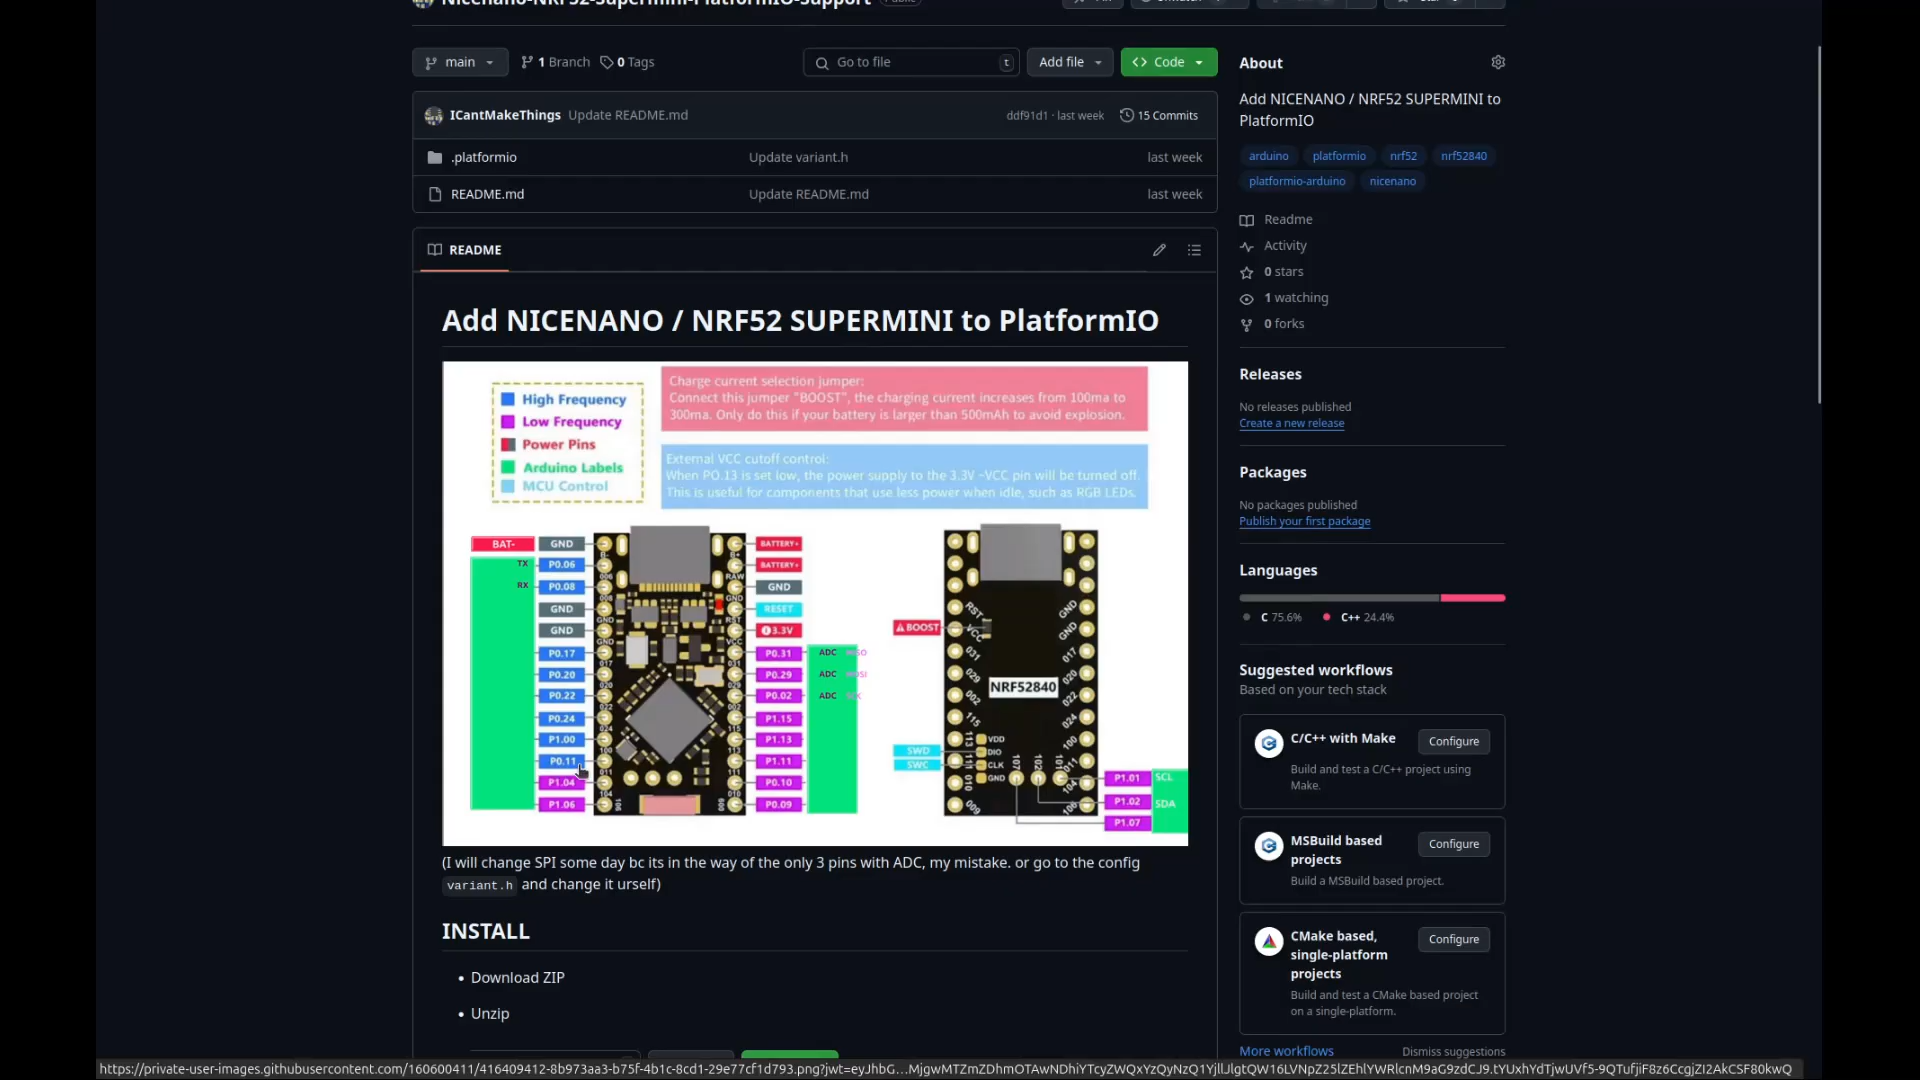 Nicenano-NRF52-Supermini-PlatformIO-Support
Public
main
1 Branch
0 Tags
Go to file
t
Add file
Code
ICantMakeThings Update README.md
ddf91d1 · last week
15 Commits
.platformio
Update variant.h
last week
README.md
Update README.md
last week
README
Add NICENANO / NRF52 SUPERMINI to PlatformIO
High Frequency
Low Frequency
Power Pins
Arduino Labels
MCU Control
Charge current selection jumper:
Connect this jumper "BOOST", the charging current increases from 100ma to
300ma. Only do this if your battery is larger than 500mAh to avoid explosion.
External VCC cutoff control:
When PO.13 is set low, the power supply to the 3.3V ~VCC pin will be turned off.
This is useful for components that use less power when idle, such as RGB LEDs.
BAT- GND
TX P0.06
RX P0.08
GND
GND
P0.17
P0.20
P0.22
P0.24
P1.00
P0.11
P1.04
P1.06
BATTERY+
BATTERY+
GND
RESET
3.3V
P0.31 ADC
P0.29 ADC
P0.02 ADC
P1.15
P1.13
P1.11
P0.10
P0.09
BOOST
NRF52840
SWD
SWC
VDD
DIO
CLK
GND
P1.01 SCL
P1.02 SDA
P1.07
(I will change SPI some day bc its in the way of the only 3 pins with ADC, my mistake. or go to the config
variant.h and change it urself)
INSTALL
• Download ZIP
• Unzip
About
Add NICENANO / NRF52 SUPERMINI to
PlatformIO
arduino platformio nrf52 nrf52840
platformio-arduino nicenano
Readme
Activity
0 stars
1 watching
0 forks
Releases
No releases published
Create a new release
Packages
No packages published
Publish your first package
Languages
C 75.6% C++ 24.4%
Suggested workflows
Based on your tech stack
C/C++ with Make
Configure
Build and test a C/C++ project using
Make.
MSBuild based
projects
Configure
Build a MSBuild based project.
CMake based,
single-platform
projects
Configure
Build and test a CMake based project
on a single-platform.
More workflows
Dismiss suggestions